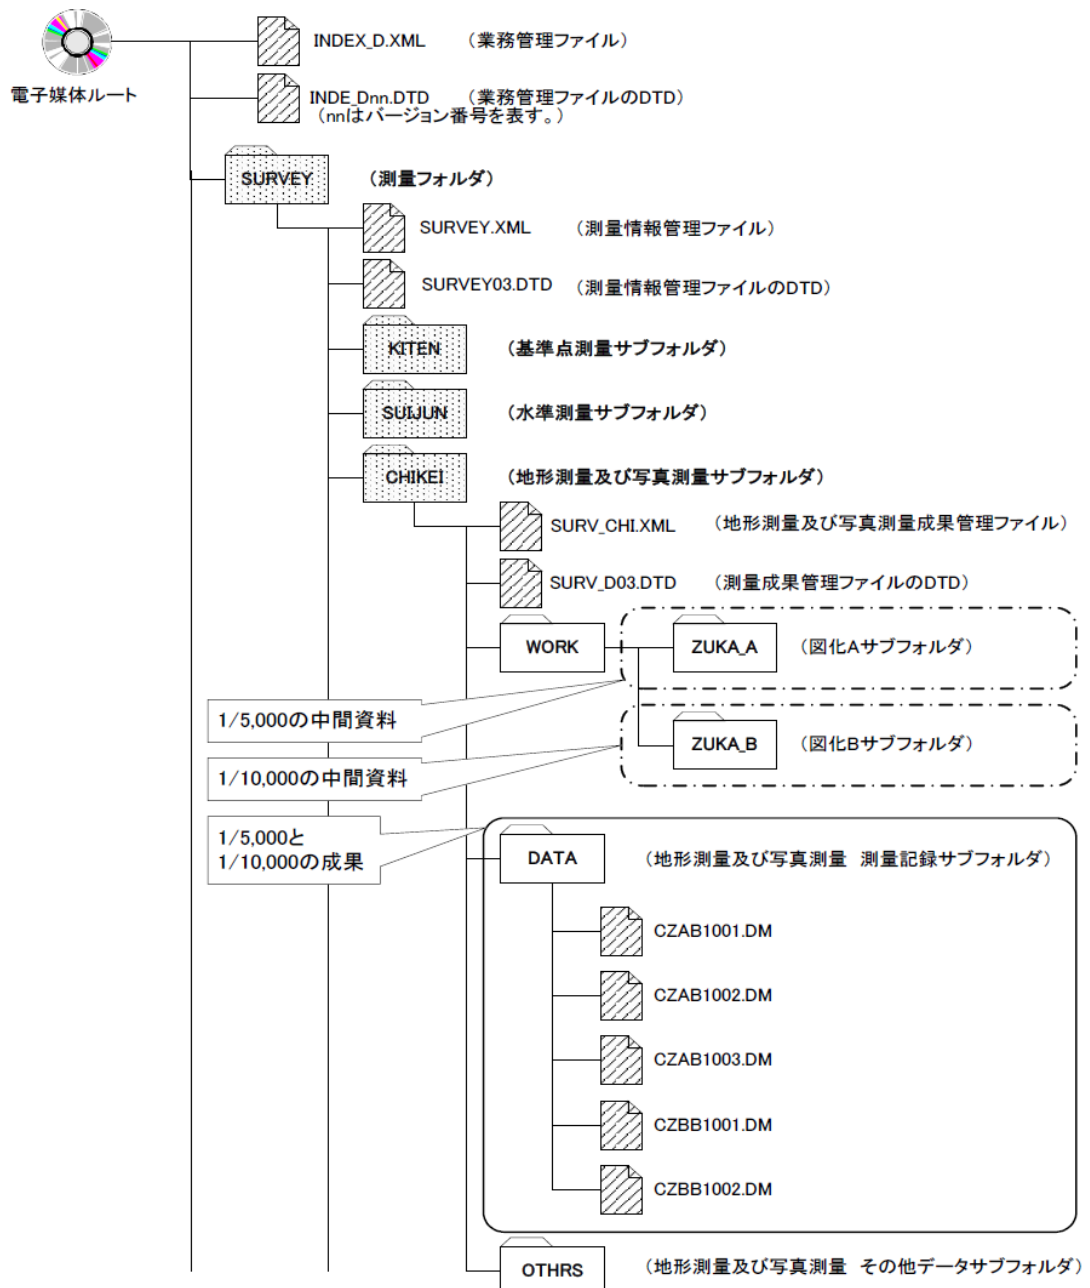 INDEX_D.XML （業務管理ファイル）
電子媒体ルート
INDE_Dnn.DTD （業務管理ファイルのDTD）
（nnはバージョン番号を表す。）
SURVEY （測量フォルダ）
SURVEY.XML （測量情報管理ファイル）
SURVEY03.DTD （測量情報管理ファイルのDTD）
KITEN （基準点測量サブフォルダ）
SUIJUN （水準測量サブフォルダ）
CHIKEI （地形測量及び写真測量サブフォルダ）
SURV_CHI.XML （地形測量及び写真測量成果管理ファイル）
SURV_D03.DTD （測量成果管理ファイルのDTD）
WORK ZUKA_A （図化Aサブフォルダ）
1/5,000の中間資料
ZUKA_B （図化Bサブフォルダ）
1/10,000の中間資料
1/5,000と
1/10,000の成果
DATA （地形測量及び写真測量 測量記録サブフォルダ）
CZAB1001.DM
CZAB1002.DM
CZAB1003.DM
CZBB1001.DM
CZBB1002.DM
OTHRS （地形測量及び写真測量 その他データサブフォルダ）